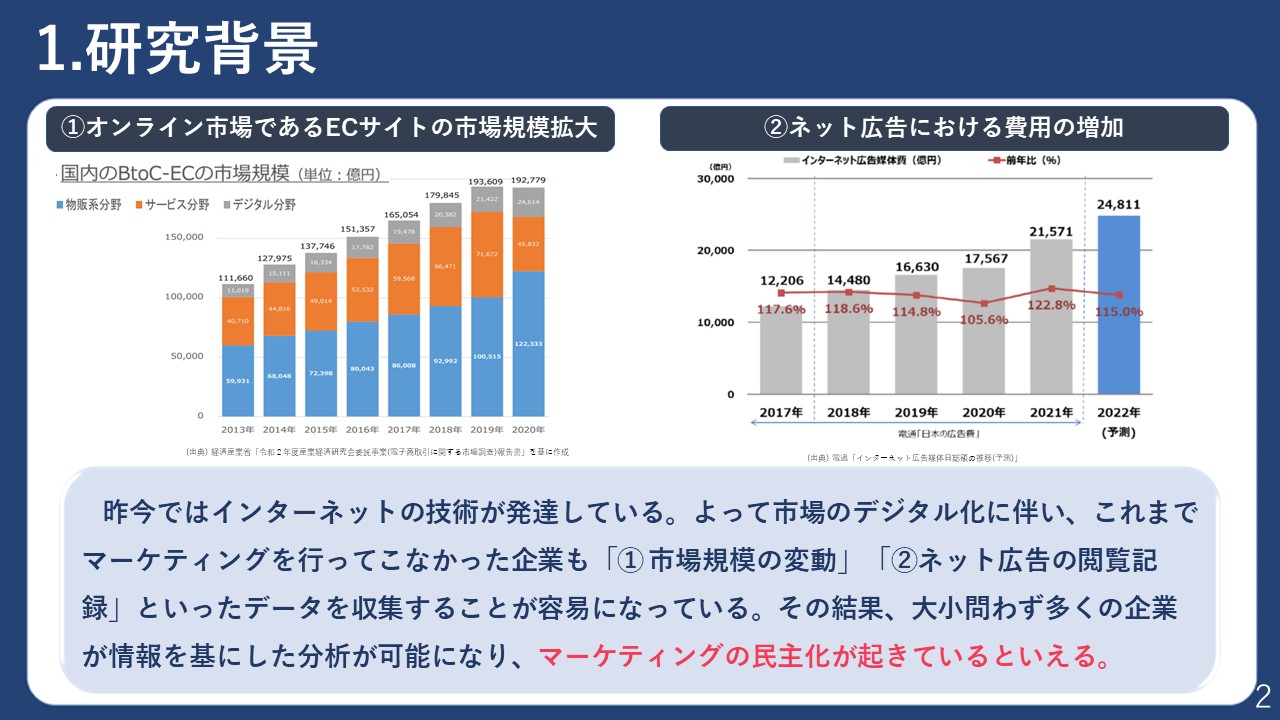 1.研究背景
①オンライン市場であるECサイトの市場規模拡大
国内のBtoC-ECの市場規模（単位：億円）
物販系分野 サービス分野 デジタル分野
150,000
100,000
50,000
0
111,660 127,975 137,746 151,357 165,054 179,845 193,609 192,779
11,019 15,111 16,334 17,782 19,478 20,382 21,422 24,614
40,710 44,816 49,014 53,532 59,568 66,471 71,672 45,832
59,931 68,048 72,398 80,043 86,008 92,992 100,515 122,333
2013年 2014年 2015年 2016年 2017年 2018年 2019年 2020年
(出典) 経済産業省「令和2年度産業経済研究会委託事業(電子商取引に関する市場調査)報告書」を基に作成
②ネット広告における費用の増加
(億円) インターネット広告媒体費（億円） 前年比（%）
30,000
20,000
10,000
0
12,206 14,480 16,630 17,567 21,571 24,811
117.6% 118.6% 114.8% 105.6% 122.8% 115.0%
2017年 2018年 2019年 2020年 2021年 2022年
(予測)
電通「日本の広告費」
(出典) 電通「インターネット広告媒体日総額の推移(予測)」
昨今ではインターネットの技術が発達している。よって市場のデジタル化に伴い、これまで
マーケティングを行ってこなかった企業も「① 市場規模の変動」「②ネット広告の閲覧記
録」といったデータを収集することが容易になっている。その結果、大小問わず多くの企業
が情報を基にした分析が可能になり、マーケティングの民主化が起きているといえる。
2